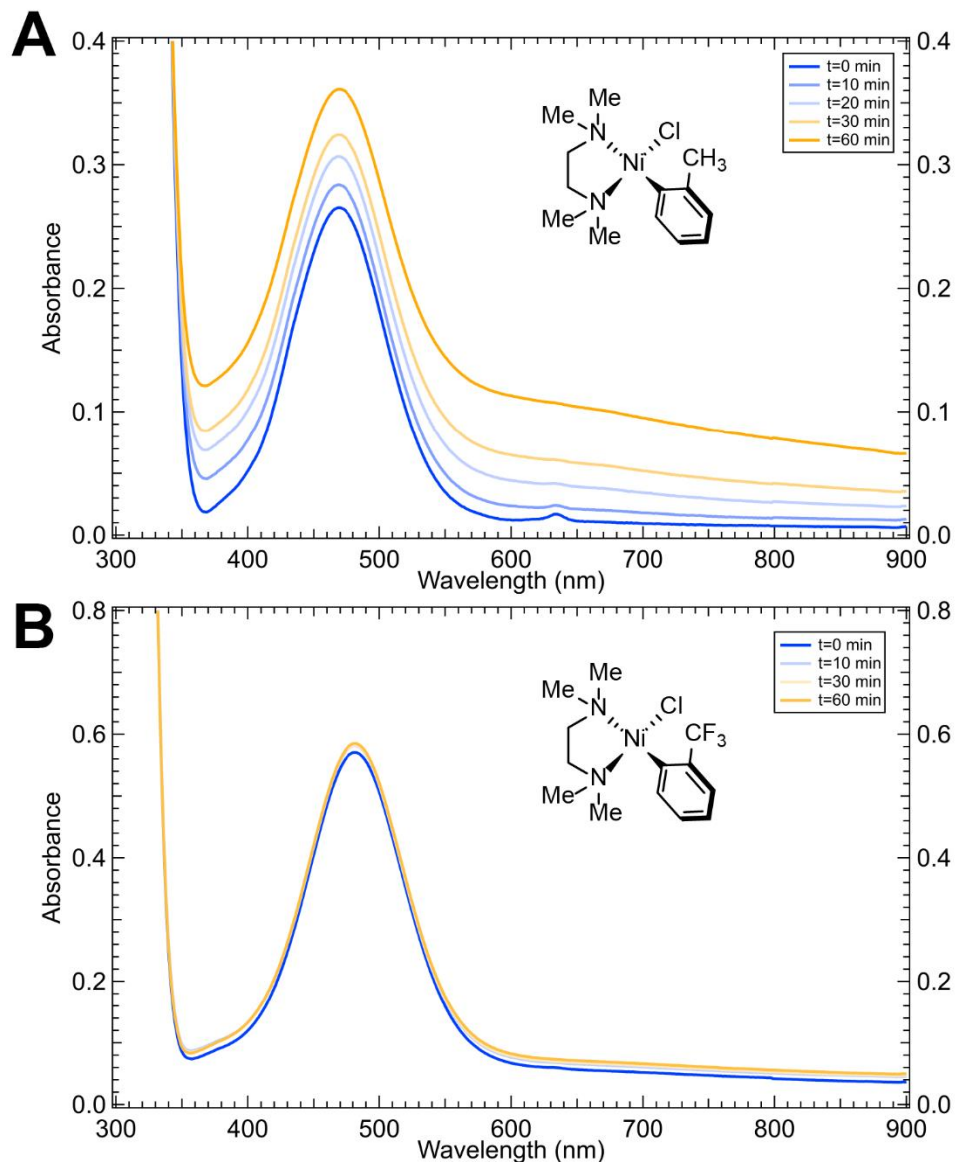 A
0.4
0.3
0.2
0.1
0.0
Absorbance
300 400 500 600 700 800 900
Wavelength (nm)
0.4
0.3
0.2
0.1
0.0
t=0 min
t=10 min
t=20 min
t=30 min
t=60 min
Me
Me
N
Cl
Ni
CH3
N
Me
Me
B
0.8
0.6
0.4
0.2
0.0
Absorbance
300 400 500 600 700 800 900
Wavelength (nm)
0.8
0.6
0.4
0.2
0.0
t=0 min
t=10 min
t=30 min
t=60 min
Me
Me
N
Cl
Ni
CF3
N
Me
Me